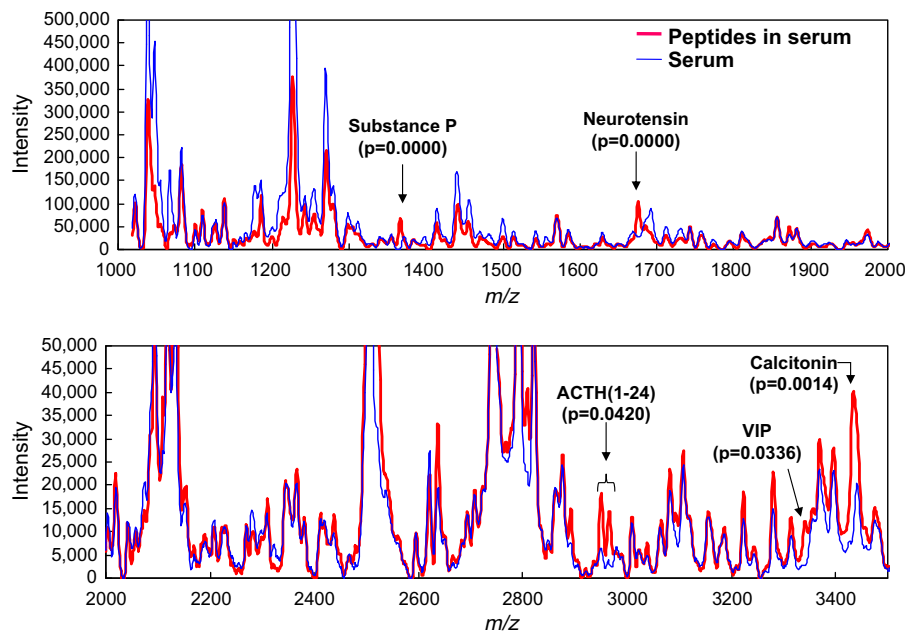 500,000
450,000
400,000
350,000
300,000
250,000
200,000
150,000
100,000
50,000
0
Intensity
Peptides in serum
Serum
Substance P
(p=0.0000)
Neurotensin
(p=0.0000)
1000 1100 1200 1300 1400 1500 1600 1700 1800 1900 2000
m/z
50,000
45,000
40,000
35,000
30,000
25,000
20,000
15,000
10,000
5,000
0
Intensity
ACTH(1-24)
(p=0.0420)
Calcitonin
(p=0.0014)
VIP
(p=0.0336)
2000 2200 2400 2600 2800 3000 3200 3400
m/z